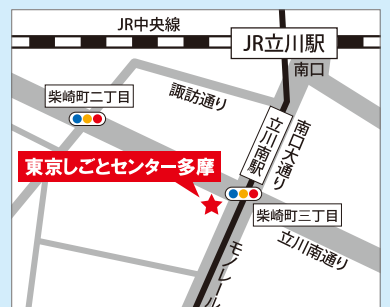 JR中央線
JR立川駅
南口
柴崎町二丁目
諏訪通り
立川南駅
南口大通り
東京しごとセンター多摩
柴崎町三丁目
立川南通り
モノレール